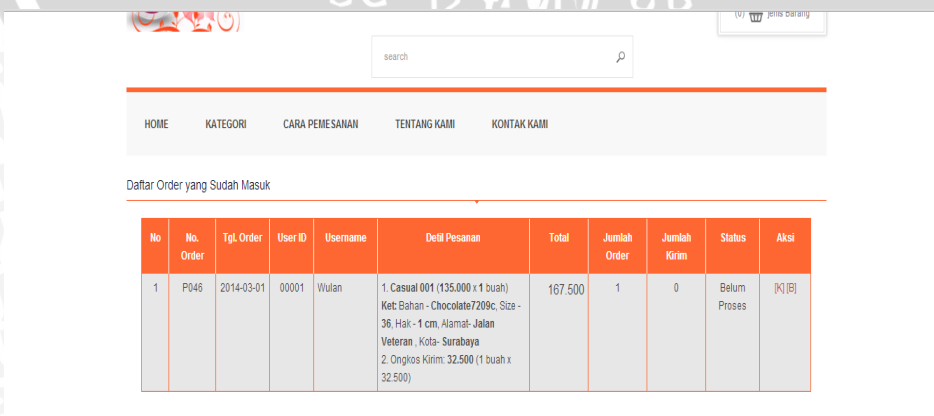 (0) jenis barang
search
HOME KATEGORI CARA PEMESANAN TENTANG KAMI KONTAK KAMI
Daftar Order yang Sudah Masuk
No No. Order Tgl. Order User ID Username Detil Pesanan Total Jumlah Order Jumlah Kirim Status Aksi
1 P046 2014-03-01 00001 Wulan 1. Casual 001 (135.000 x 1 buah) 167.500 1 0 Belum Proses [K] [B]
Ket: Bahan - Chocolate7209c, Size -
36, Hak - 1 cm, Alamat- Jalan
Veteran , Kota- Surabaya
2. Ongkos Kirim: 32.500 (1 buah x
32.500)